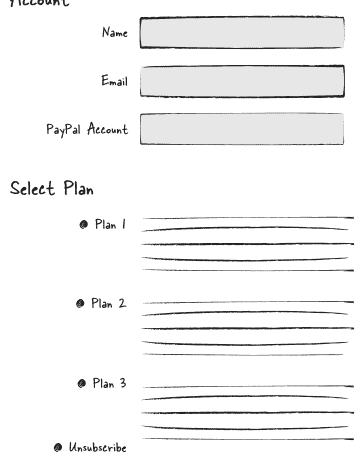 Account
Name
Email
PayPal Account
Select Plan
Plan 1
Plan 2
Plan 3
Unsubscribe